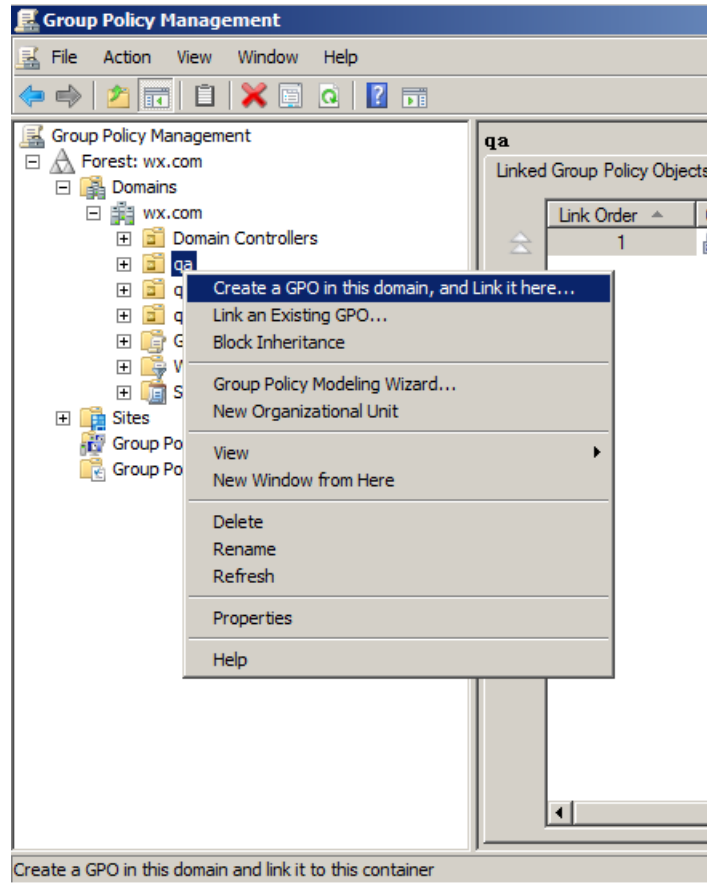 Group Policy Management
File Action View Window Help
Group Policy Management
Forest: wx.com
Domains
wx.com
Domain Controllers
qa
q
q
G
W
S
Sites
Group Po
Group Po
qa
Linked Group Policy Objects
Link Order
1
Create a GPO in this domain, and Link it here...
Link an Existing GPO...
Block Inheritance
Group Policy Modeling Wizard...
New Organizational Unit
View
New Window from Here
Delete
Rename
Refresh
Properties
Help
Create a GPO in this domain and link it to this container